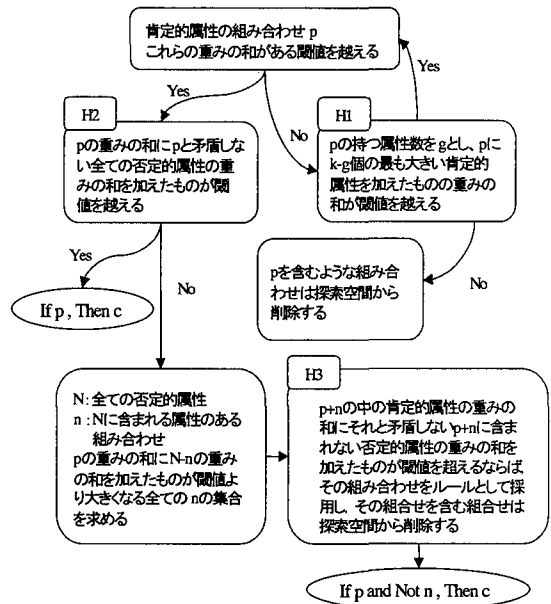 肯定的属性の組み合わせ p
これらの重みの和がある閾値を越える
Yes
Yes
No
H2
pの重みの和にpと矛盾しな
い全ての否定的属性の重
みの和を加えたものが閾
値を越える
H1
pの持つ属性数をgとし、pに
k-g個の最も大きい肯定的
属性を加えたものの重みの
和が閾値を越える
Yes
No
No
If p , Then c
pを含むような組み合
わせは探索空間から
削除する
N : 全ての否定的属性
n : Nに含まれる属性のある
組み合わせ
pの重みの和にN-nの重み
の和を加えたものが閾値よ
り大きくなる全てのnの集合
を求める
H3
p+nの中の肯定的属性の重みの
和にそれと矛盾しないp+nに含ま
れない否定的属性の重みの和を
加えたものが閾値を超えるならば
その組み合わせをルールとして採
用し、その組合せを含む組合せは
探索空間から削除する
If p and Not n , Then c